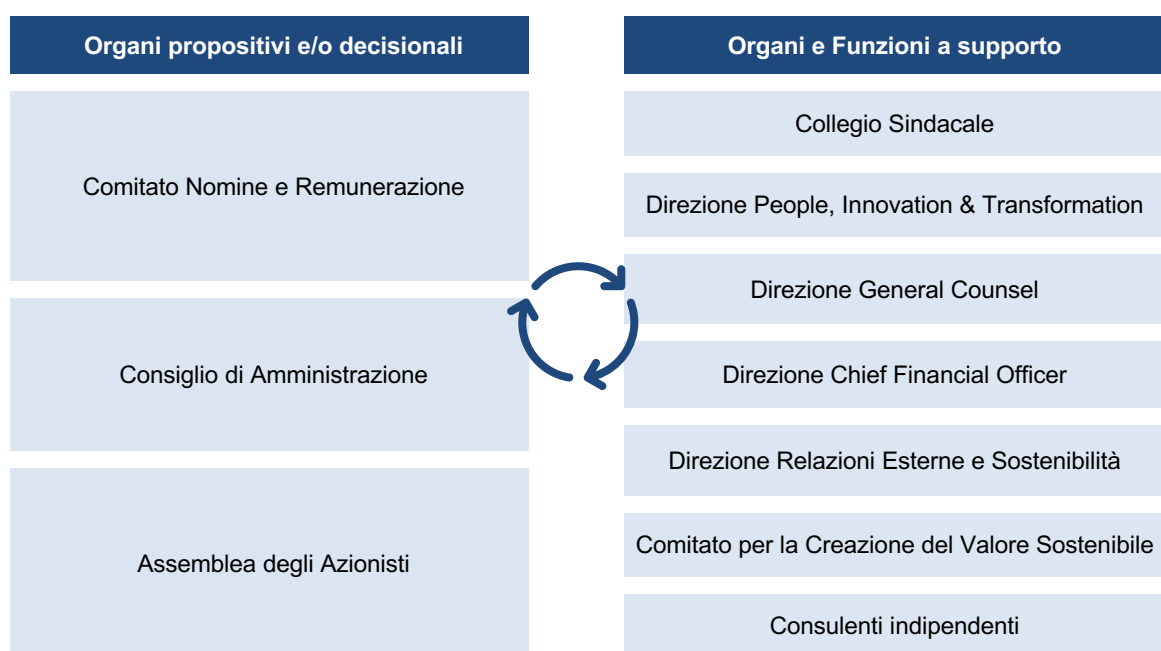 Organi propositivi e/o decisionali
Comitato Nomine e Remunerazione
Consiglio di Amministrazione
Assemblea degli Azionisti
Organi e Funzioni a supporto
Collegio Sindacale
Direzione People, Innovation & Transformation
Direzione General Counsel
Direzione Chief Financial Officer
Direzione Relazioni Esterne e Sostenibilità
Comitato per la Creazione del Valore Sostenibile
Consulenti indipendenti